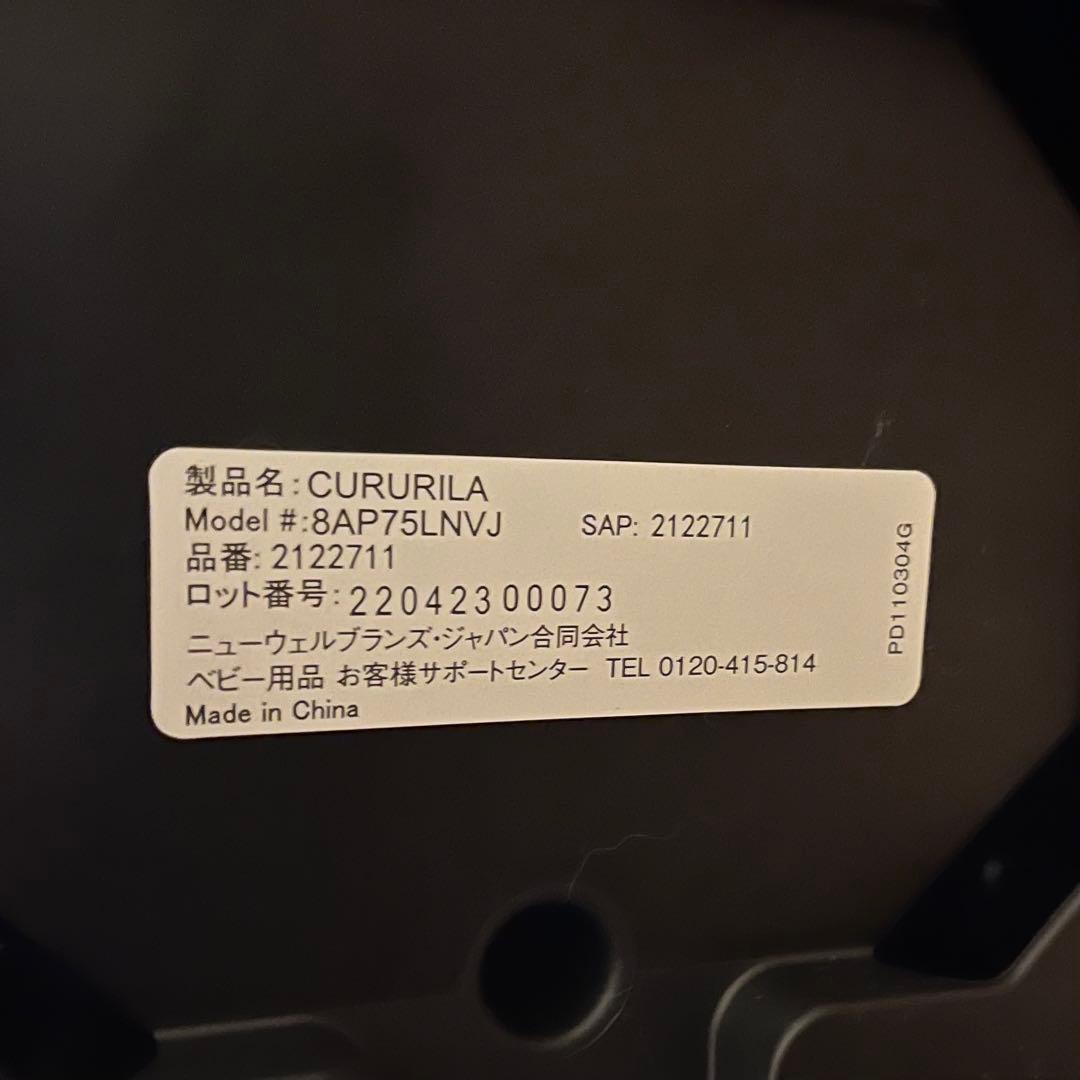 製品名:CURURILA
Model #:8AP75LNVJ SAP: 2122711
品番: 2122711
ロット番号: 22042300073
ニューウェルブランズ・ジャパン合同会社
ベビー用品 お客様サポートセンター TEL 0120-415-814
Made in China
PD110304G